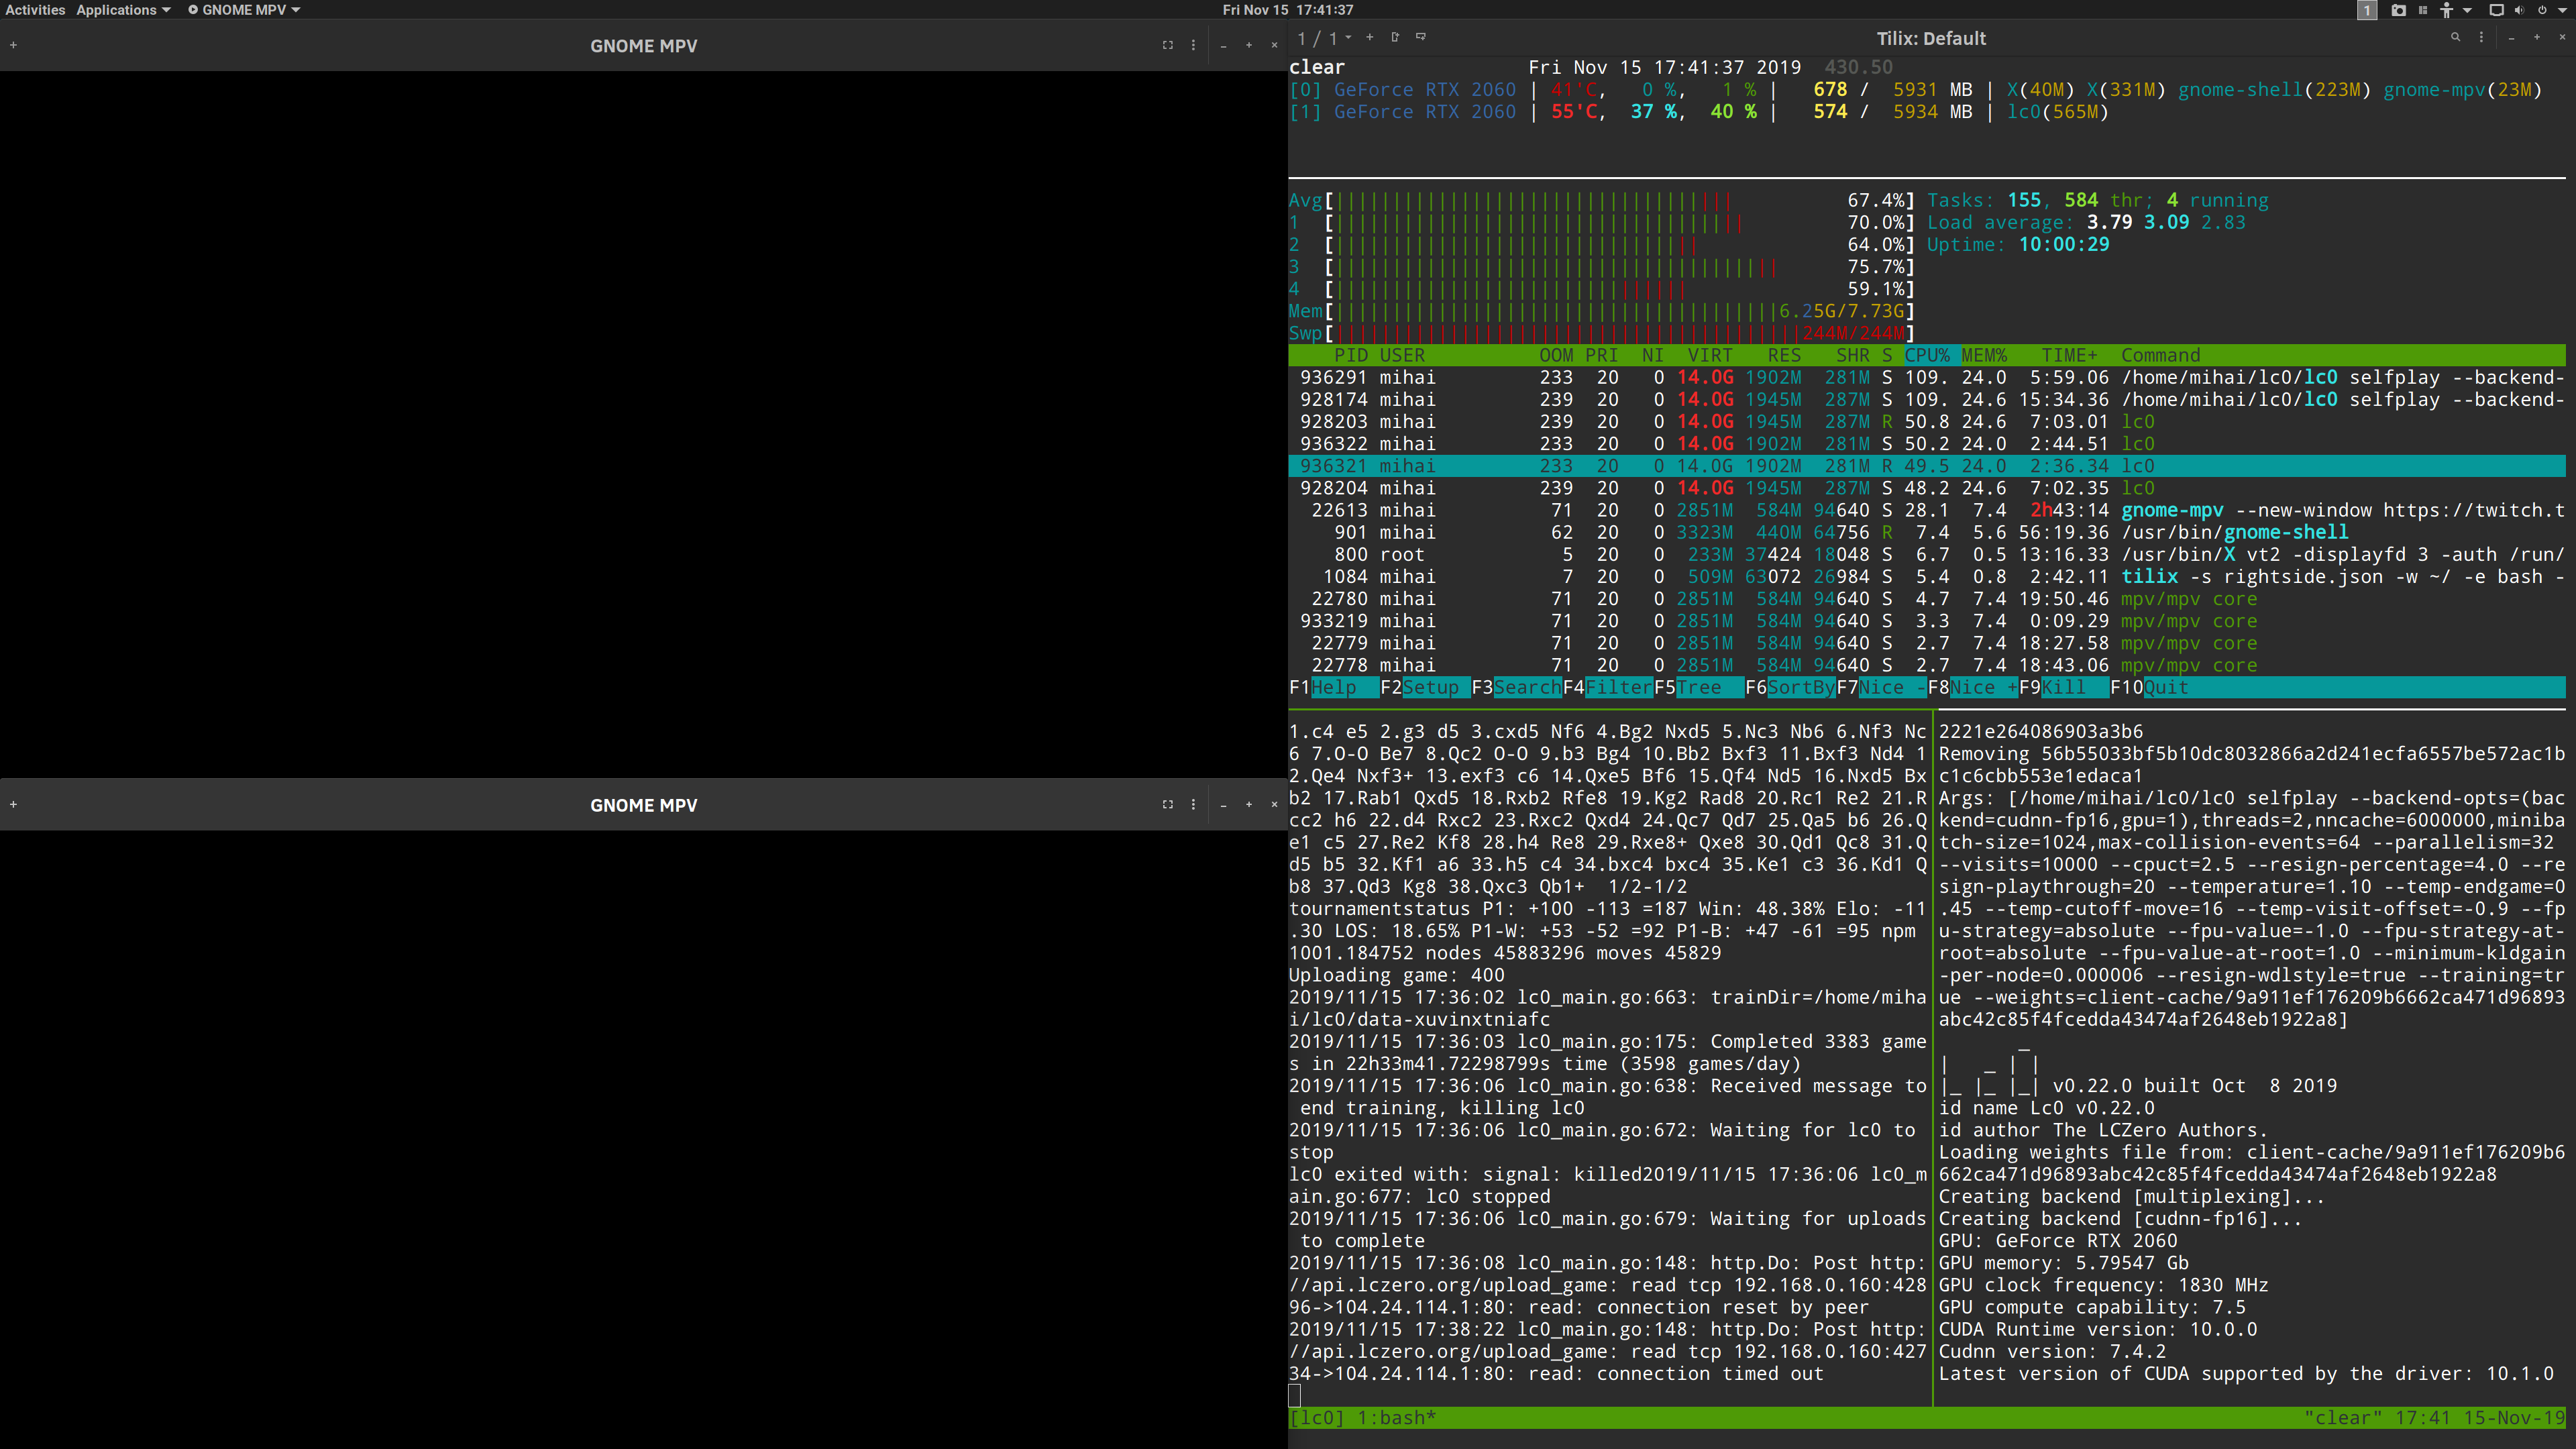 Activities Applications GNOME MPV Fri Nov 15 17:41:37 1
GNOME MPV
GNOME MPV
1 / 1 Tilix: Default
clear Fri Nov 15 17:41:37 2019 430.50
[0] GeForce RTX 2060 | 41'C, 0 %, 1 % | 678 / 5931 MB | X(40M) X(331M) gnome-shell(223M) gnome-mpv(23M)
[1] GeForce RTX 2060 | 55'C, 37 %, 40 % | 574 / 5934 MB | lc0(565M)
Avg[ 67.4%] Tasks: 155, 584 thr; 4 running
1 [ 70.0%] Load average: 3.79 3.09 2.83
2 [ 64.0%] Uptime: 10:00:29
3 [ 75.7%]
4 [ 59.1%]
Mem[ 6.25G/7.73G]
Swp[ 244M/244M]
PID USER OOM PRI NI VIRT RES SHR S CPU% MEM% TIME+ Command
936291 mihai 233 20 0 14.0G 1902M 281M S 109. 24.0 5:59.06 /home/mihai/lc0/lc0 selfplay --backend-
928174 mihai 239 20 0 14.0G 1945M 287M S 109. 24.6 15:34.36 /home/mihai/lc0/lc0 selfplay --backend-
928203 mihai 239 20 0 14.0G 1945M 287M R 50.8 24.6 7:03.01 lc0
936322 mihai 233 20 0 14.0G 1902M 281M S 50.2 24.0 2:44.51 lc0
936321 mihai 233 20 0 14.0G 1902M 281M R 49.5 24.0 2:36.34 lc0
928204 mihai 239 20 0 14.0G 1945M 287M S 48.2 24.6 7:02.35 lc0
22613 mihai 71 20 0 2851M 584M 94640 S 28.1 7.4 2h43:14 gnome-mpv --new-window https://twitch.t
901 mihai 62 20 0 3323M 440M 64756 R 7.4 5.6 56:19.36 /usr/bin/gnome-shell
800 root 5 20 0 233M 37424 18048 S 6.7 0.5 13:16.33 /usr/bin/X vt2 -displayfd 3 -auth /run/
1084 mihai 7 20 0 509M 63072 26984 S 5.4 0.8 2:42.11 tilix -s rightside.json -w ~/ -e bash -
22780 mihai 71 20 0 2851M 584M 94640 S 4.7 7.4 19:50.46 mpv/mpv core
933219 mihai 71 20 0 2851M 584M 94640 S 3.3 7.4 0:09.29 mpv/mpv core
22779 mihai 71 20 0 2851M 584M 94640 S 2.7 7.4 18:27.58 mpv/mpv core
22778 mihai 71 20 0 2851M 584M 94640 S 2.7 7.4 18:43.06 mpv/mpv core
F1Help F2Setup F3SearchF4FilterF5Tree F6SortByF7Nice -F8Nice +F9Kill F10Quit
1.c4 e5 2.g3 d5 3.cxd5 Nf6 4.Bg2 Nxd5 5.Nc3 Nb6 6.Nf3 Nc
6 7.O-O Be7 8.Qc2 O-O 9.b3 Bg4 10.Bb2 Bxf3 11.Bxf3 Nd4 1
2.Qe4 Nxf3+ 13.exf3 c6 14.Qxe5 Bf6 15.Qf4 Nd5 16.Nxd5 Bx
b2 17.Rab1 Qxd5 18.Rxb2 Rfe8 19.Kg2 Rad8 20.Rc1 Re2 21.R
cc2 h6 22.d4 Rxc2 23.Rxc2 Qxd4 24.Qc7 Qd7 25.Qa5 b6 26.Q
e1 c5 27.Re2 Kf8 28.h4 Re8 29.Rxe8+ Qxe8 30.Qd1 Qc8 31.Q
d5 b5 32.Kf1 a6 33.h5 c4 34.bxc4 bxc4 35.Ke1 c3 36.Kd1 Q
b8 37.Qd3 Kg8 38.Qxc3 Qb1+ 1/2-1/2
tournamentstatus P1: +100 -113 =187 Win: 48.38% Elo: -11
.30 LOS: 18.65% P1-W: +53 -52 =92 P1-B: +47 -61 =95 npm
1001.184752 nodes 45883296 moves 45829
Uploading game: 400
2019/11/15 17:36:02 lc0_main.go:663: trainDir=/home/miha
i/lc0/data-xuvinxtniafc
2019/11/15 17:36:03 lc0_main.go:175: Completed 3383 game
s in 22h33m41.72298799s time (3598 games/day)
2019/11/15 17:36:06 lc0_main.go:638: Received message to
end training, killing lc0
2019/11/15 17:36:06 lc0_main.go:672: Waiting for lc0 to
stop
lc0 exited with: signal: killed2019/11/15 17:36:06 lc0_m
ain.go:677: lc0 stopped
2019/11/15 17:36:06 lc0_main.go:679: Waiting for uploads
to complete
2019/11/15 17:36:08 lc0_main.go:148: http.Do: Post http:
//api.lczero.org/upload_game: read tcp 192.168.0.160:428
96->104.24.114.1:80: read: connection reset by peer
2019/11/15 17:38:22 lc0_main.go:148: http.Do: Post http:
//api.lczero.org/upload_game: read tcp 192.168.0.160:427
34->104.24.114.1:80: read: connection timed out
2221e264086903a3b6
Removing 56b55033bf5b10dc8032866a2d241ecfa6557be572ac1b
c1c6cbb553e1edaca1
Args: [/home/mihai/lc0/lc0 selfplay --backend-opts=(bac
kend=cudnn-fp16,gpu=1),threads=2,nncache=6000000,miniba
tch-size=1024,max-collision-events=64 --parallelism=32
--visits=10000 --cpuct=2.5 --resign-percentage=4.0 --re
sign-playthrough=20 --temperature=1.10 --temp-endgame=0
.45 --temp-cutoff-move=16 --temp-visit-offset=-0.9 --fp
u-strategy=absolute --fpu-value=-1.0 --fpu-strategy-at-
root=absolute --fpu-value-at-root=1.0 --minimum-kldgain
-per-node=0.000006 --resign-wdlstyle=true --training=tr
ue --weights=client-cache/9a911ef176209b6662ca471d96893
abc42c85f4fcedda43474af2648eb1922a8]
_
| _ | |
|_ |_ |_| v0.22.0 built Oct 8 2019
id name Lc0 v0.22.0
id author The LCZero Authors.
Loading weights file from: client-cache/9a911ef176209b6
662ca471d96893abc42c85f4fcedda43474af2648eb1922a8
Creating backend [multiplexing]...
Creating backend [cudnn-fp16]...
GPU: GeForce RTX 2060
GPU memory: 5.79547 Gb
GPU clock frequency: 1830 MHz
GPU compute capability: 7.5
CUDA Runtime version: 10.0.0
Cudnn version: 7.4.2
Latest version of CUDA supported by the driver: 10.1.0
[lc0] 1:bash* "clear" 17:41 15-Nov-19